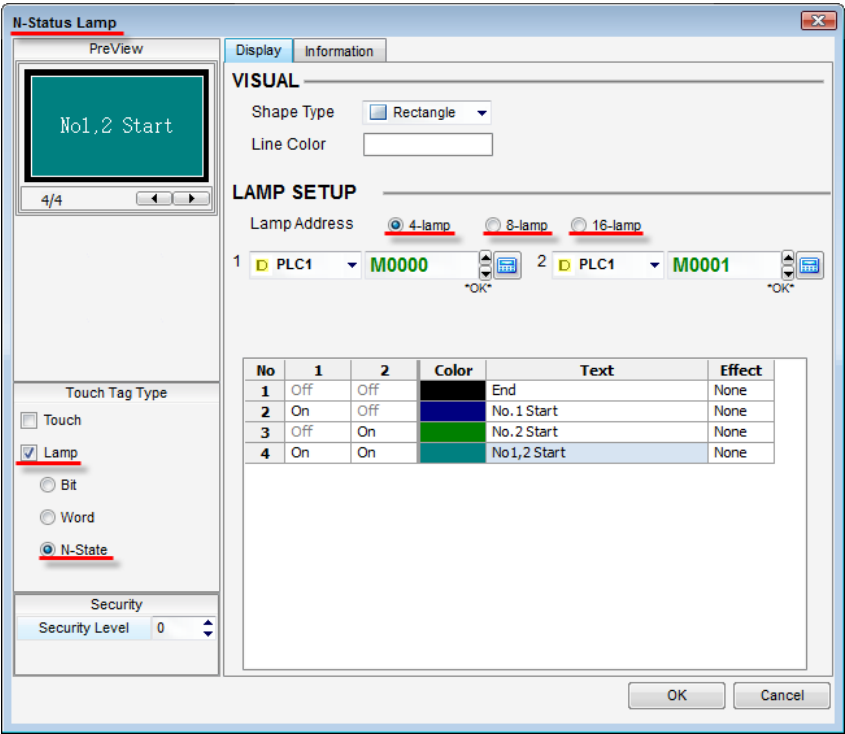 N-Status Lamp
PreView
No1,2 Start
4/4
Display Information
VISUAL
Shape Type Rectangle
Line Color
LAMP SETUP
Lamp Address 4-lamp 8-lamp 16-lamp
1 D PLC1 M0000 2 D PLC1 M0001
*OK* *OK*
No 1 2 Color Text Effect
1 Off Off End None
2 On Off No.1 Start None
3 Off On No.2 Start None
4 On On No1,2 Start None
Touch Tag Type
Touch
Lamp
Bit
Word
N-State
Security
Security Level 0
OK Cancel